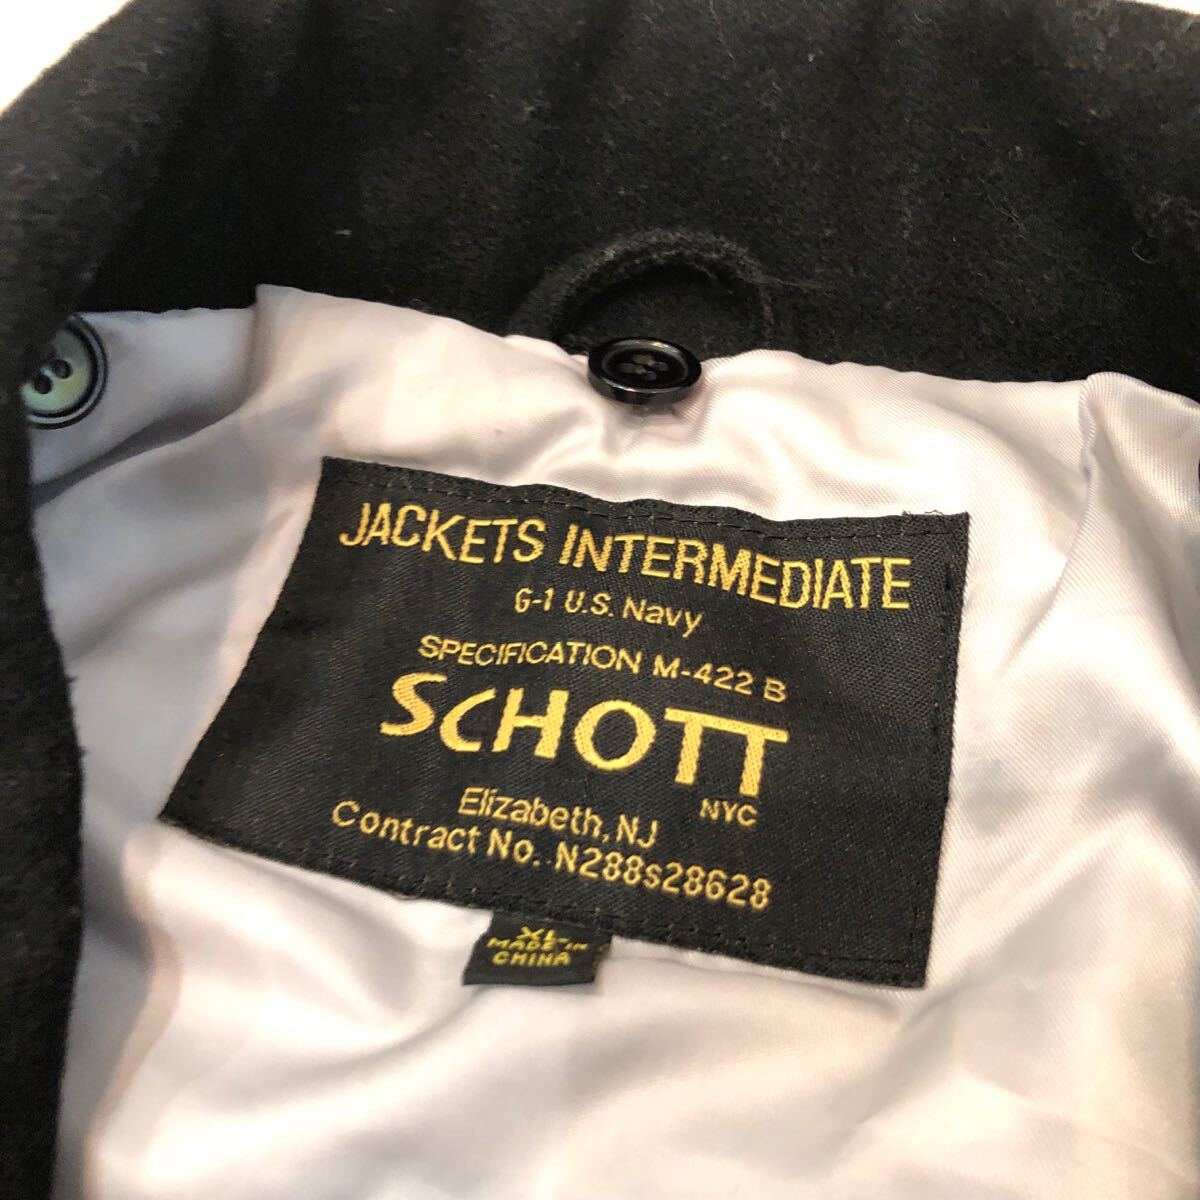 JACKETS INTERMEDIATE
G-1 U.S. Navy
SPECIFICATION M-422 B
SCHOTT
NYC
Elizabeth, NJ
Contract No. N288s28628
XL
MADE IN
CHINA